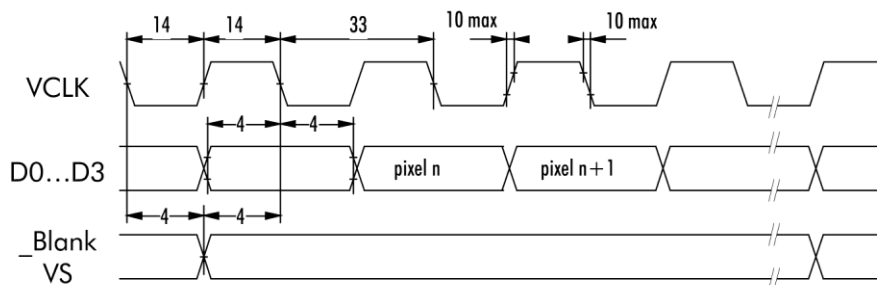 14 14 33 10 max 10 max
VCLK
4 4
D0...D3 pixel n pixel n+1
4 4
_Blank
VS